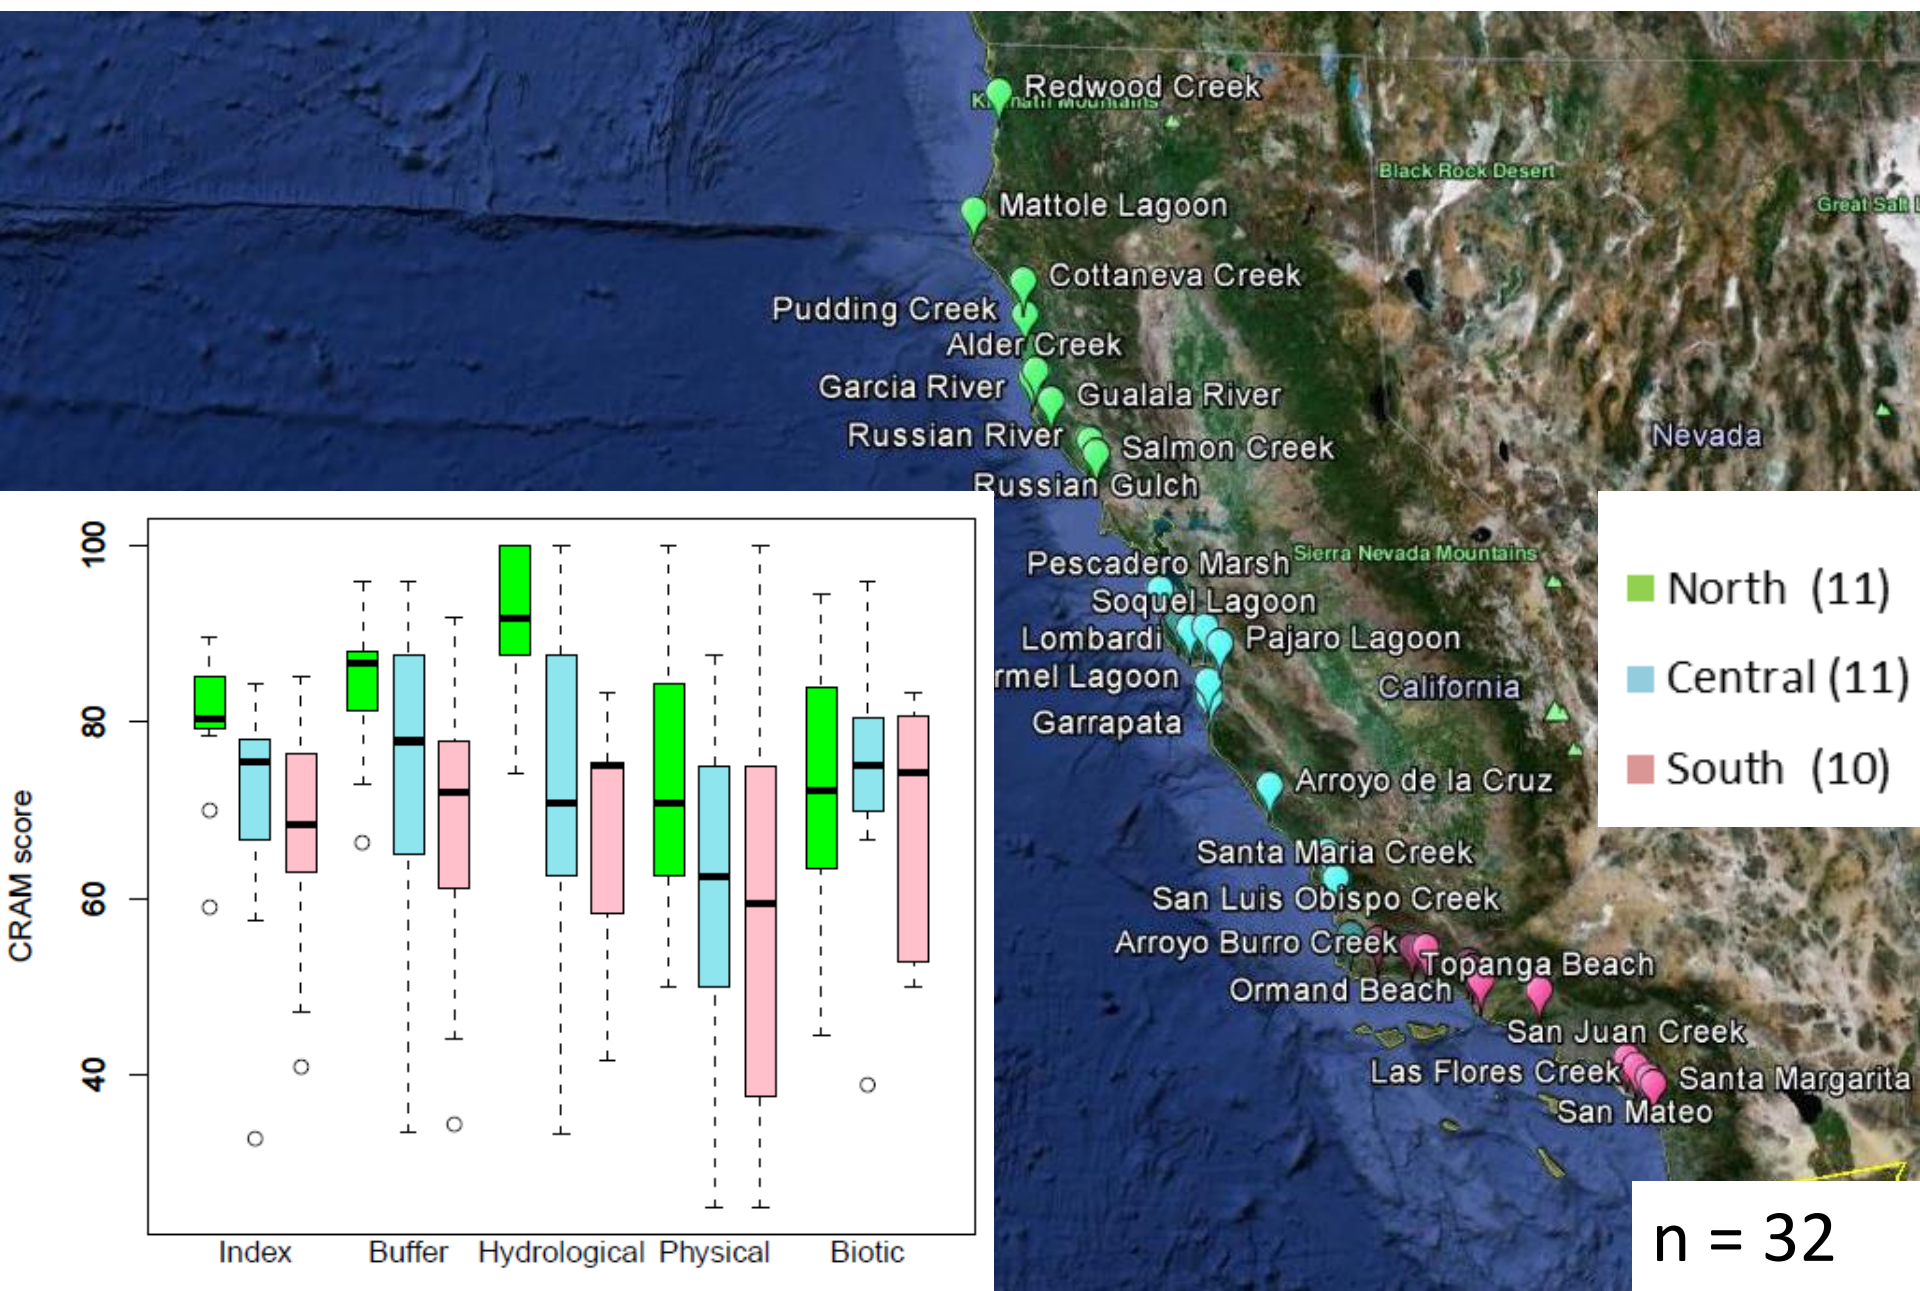 Redwood Creek
Mattole Lagoon
Black Rock Desert
Cottaneva Creek
Pudding Creek
Alder Creek
Garcia River
Gualala River
Russian River
Salmon Creek
Russian Gulch
Nevada
Pescadero Marsh
Sierra Nevada Mountains
Soquel Lagoon
Lombardi
Pajaro Lagoon
rmel Lagoon
California
Garrapata
Arroyo de la Cruz
Santa Maria Creek
San Luis Obispo Creek
Arroyo Burro Creek
Topanga Beach
Ormand Beach
San Juan Creek
Las Flores Creek
Santa Margarita
San Mateo
Great Salt L
Mountains
North (11)
Central (11)
South (10)
n = 32
CRAM score
100
80
60
40
Index
Buffer
Hydrological
Physical
Biotic